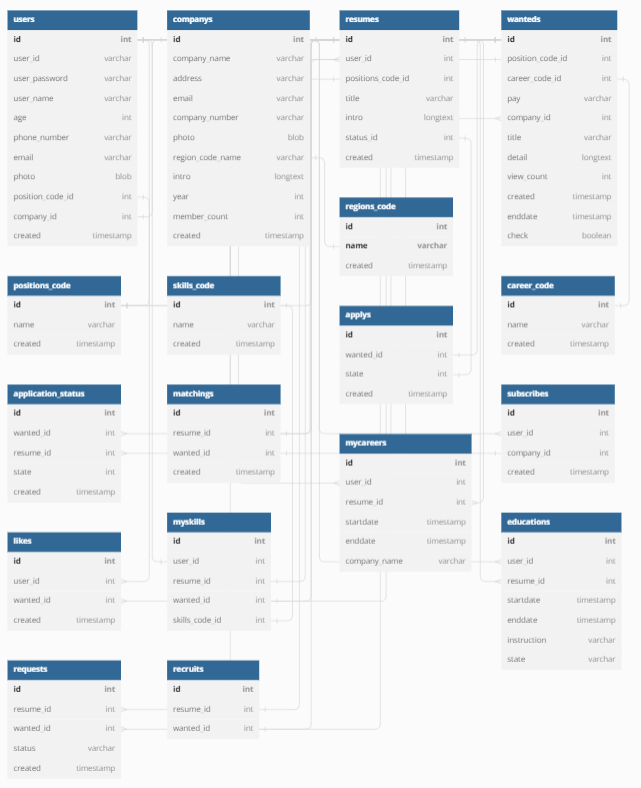 users
id int
user_id varchar
user_password varchar
user_name varchar
age int
phone_number varchar
email varchar
photo blob
position_code_id int
company_id int
created timestamp
companys
id int
company_name varchar
address varchar
email varchar
company_number varchar
photo blob
region_code_name varchar
intro longtext
year int
member_count int
created timestamp
resumes
id int
user_id int
positions_code_id int
title varchar
intro longtext
status_id int
created timestamp
wanteds
id int
position_code_id int
career_code_id int
pay varchar
company_id int
title varchar
detail longtext
view_count int
created timestamp
enddate timestamp
check boolean
regions_code
id int
name varchar
created timestamp
positions_code
id int
name varchar
created timestamp
skills_code
id int
name varchar
created timestamp
applys
id int
wanted_id int
state int
created timestamp
career_code
id int
name varchar
created timestamp
application_status
id int
wanted_id int
resume_id int
state int
created timestamp
matchings
id int
resume_id int
wanted_id int
created timestamp
mycareers
id int
user_id int
resume_id int
startdate timestamp
enddate timestamp
company_name varchar
subscribes
id int
user_id int
company_id int
created timestamp
likes
id int
user_id int
wanted_id int
created timestamp
myskills
id int
user_id int
resume_id int
wanted_id int
skills_code_id int
educations
id int
user_id int
resume_id int
startdate timestamp
enddate timestamp
instruction varchar
state varchar
requests
id int
resume_id int
wanted_id int
status varchar
created timestamp
recruits
id int
resume_id int
wanted_id int